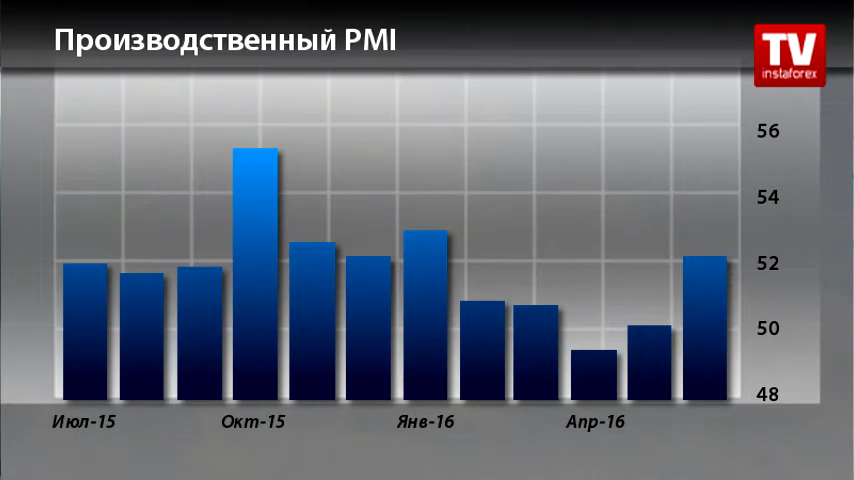 Производственный PMI
TV
instaforex
56
54
52
50
48
Июл-15
Окт-15
Янв-16
Апр-16